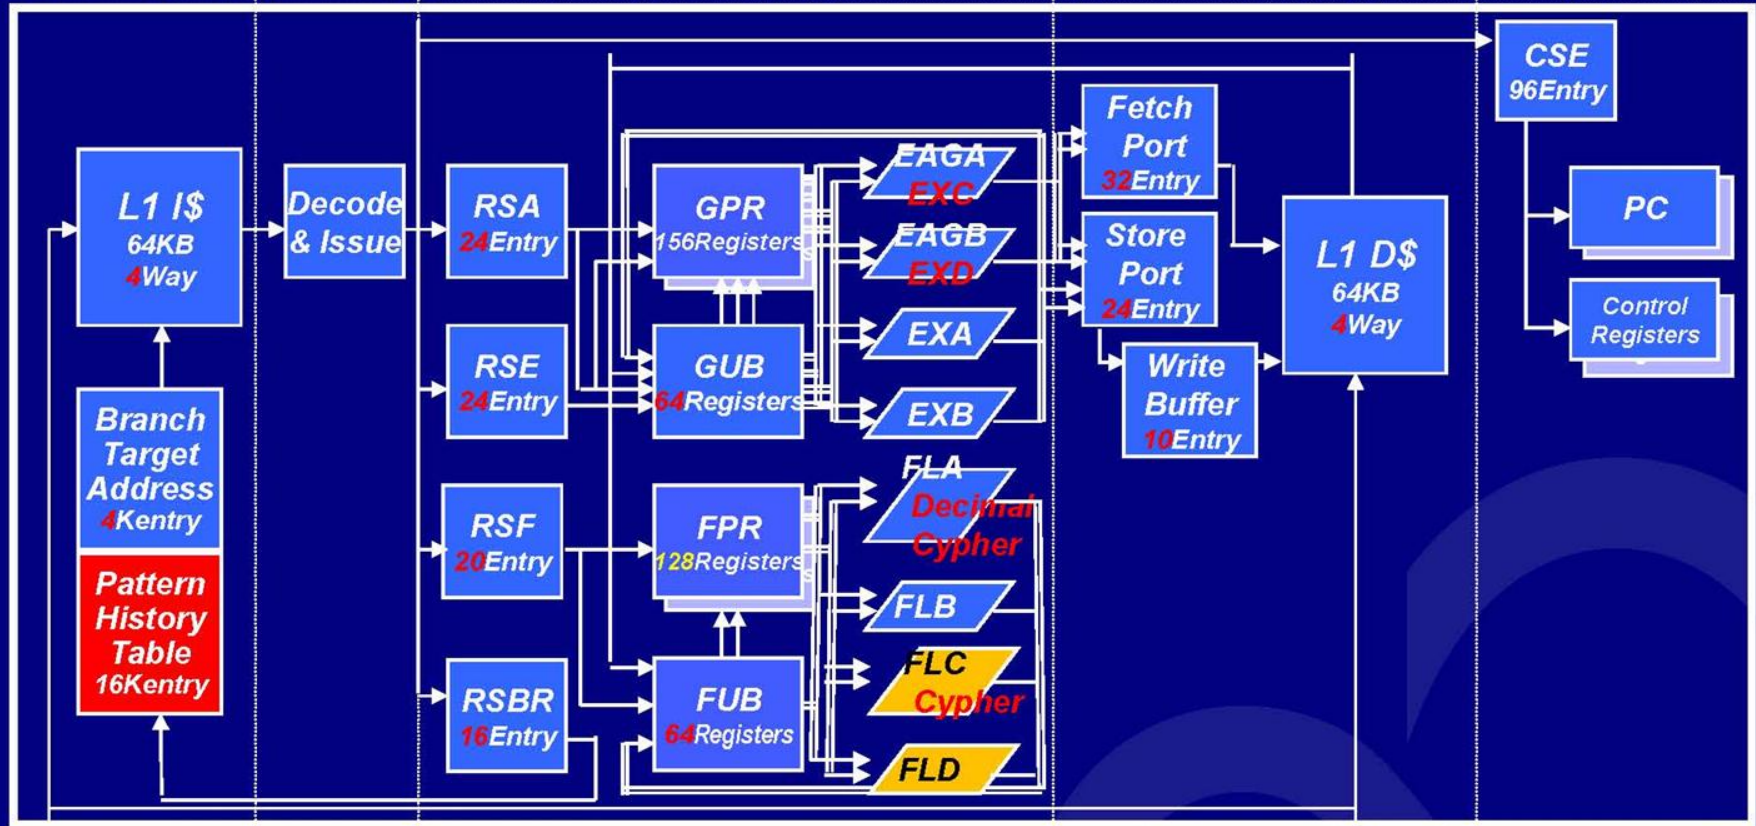 L1 I$
64KB
4Way
Branch
Target
Address
4Kentry
Pattern
History
Table
16Kentry
Decode
& Issue
RSA
24Entry
RSE
24Entry
RSF
20Entry
RSBR
16Entry
GPR
156Registers
GUB
64Registers
FPR
128Registers
FUB
64Registers
EAGA
EXC
EAGB
EXD
EXA
EXB
FLA
Decimal
Cypher
FLB
FLC
Cypher
FLD
Fetch
Port
32Entry
Store
Port
24Entry
Write
Buffer
10Entry
L1 D$
64KB
4Way
CSE
96Entry
PC
Control
Registers